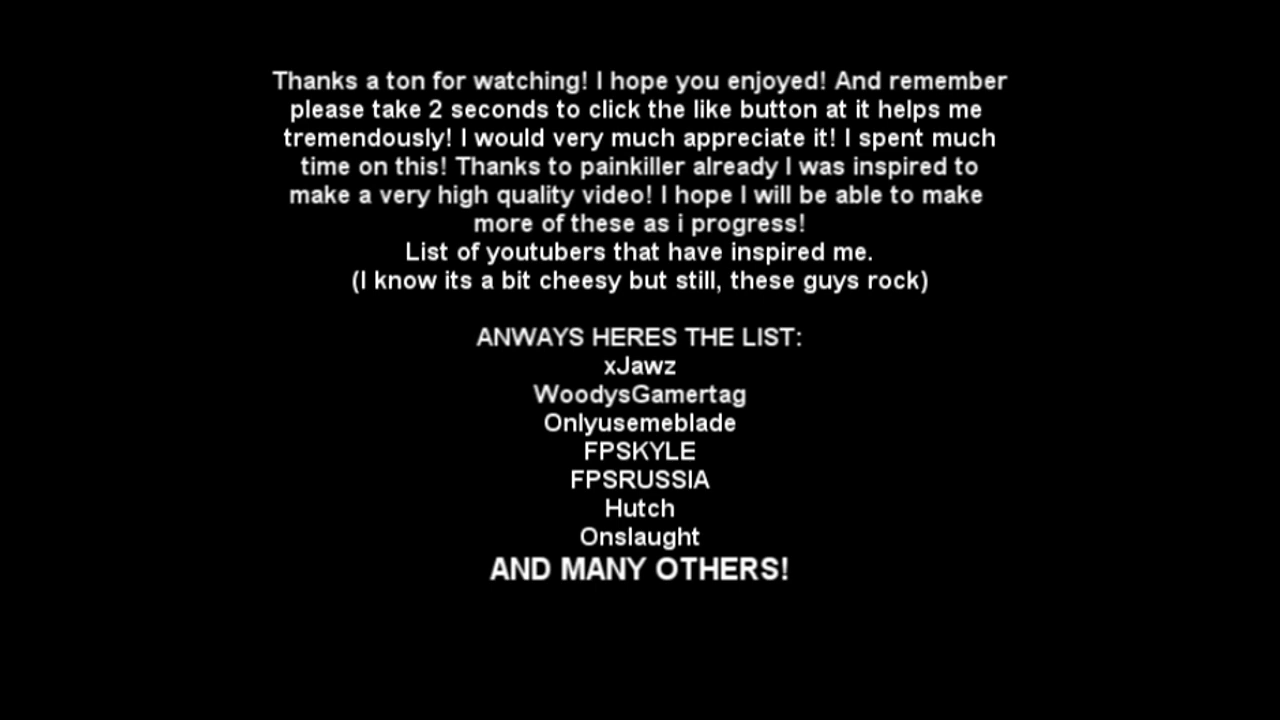 Thanks a ton for watching! I hope you enjoyed! And remember
please take 2 seconds to click the like button at it helps me
tremendously! I would very much appreciate it! I spent much
time on this! Thanks to painkiller already I was inspired to
make a very high quality video! I hope I will be able to make
more of these as i progress!
List of youtubers that have inspired me.
(I know its a bit cheesy but still, these guys rock)
ANWAYS HERES THE LIST:
xJawz
WoodysGamertag
Onlyusemeblade
FPSKYLE
FPSRUSSIA
Hutch
Onslaught
AND MANY OTHERS!